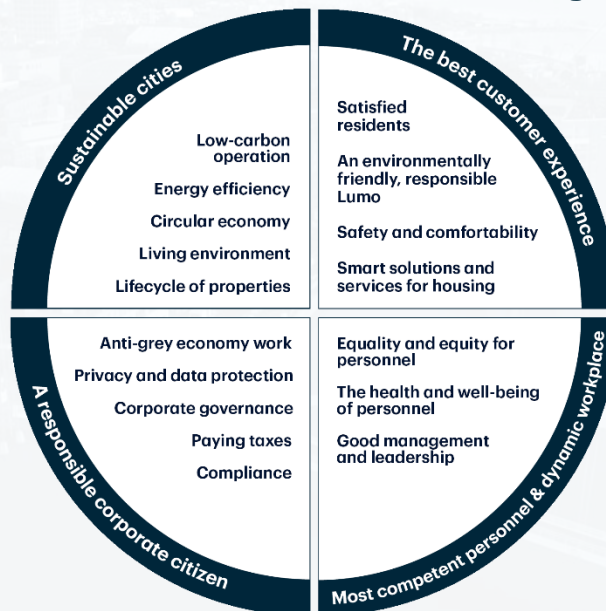 Sustainable cities
Low-carbon
operation
Energy efficiency
Circular economy
Living environment
Lifecycle of properties
The best customer experience
Satisfied
residents
An environmentally
friendly, responsible
Lumo
Safety and comfortability
Smart solutions and
services for housing
A responsible corporate citizen
Anti-grey economy work
Privacy and data protection
Corporate governance
Paying taxes
Compliance
Most competent personnel & dynamic workplace
Equality and equity for
personnel
The health and well-being
of personnel
Good management
and leadership